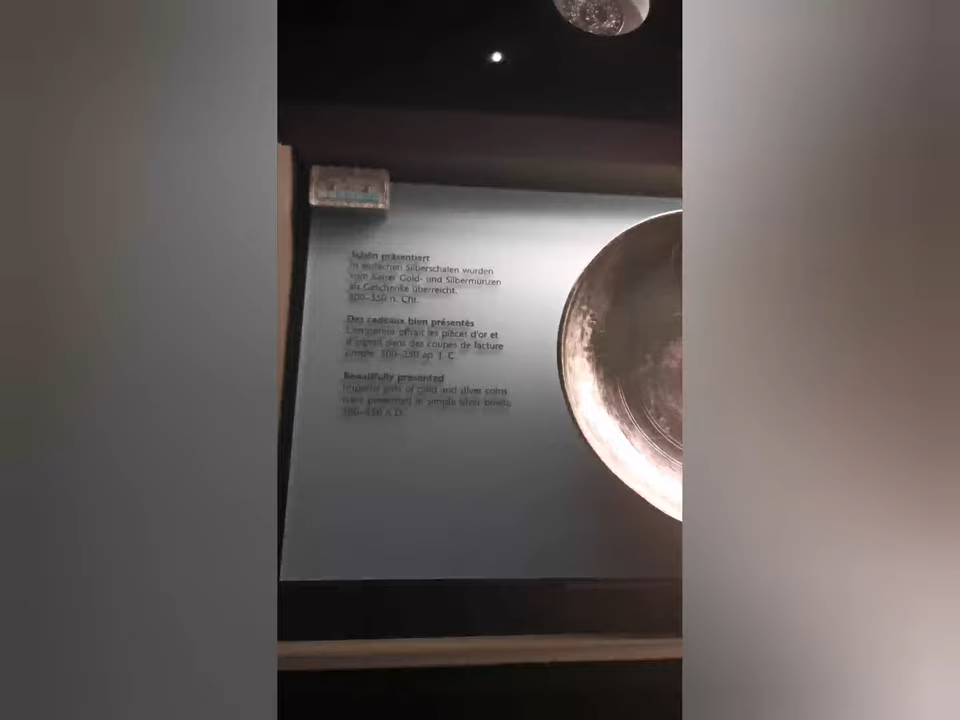 Schön präsentiert
In einfachen Silberschalen wurden
vom Kaiser Gold- und Silbermünzen
als Geschenke überreicht.
300–350 n. Chr.
Des cadeaux bien présentés
L'empereur offrait les pièces d'or et
d'argent dans des coupes de facture
simple. 300–350 ap. J.-C.
Beautifully presented
Imperial gifts of gold and silver coins
were presented in simple silver bowls.
300–350 A.D.